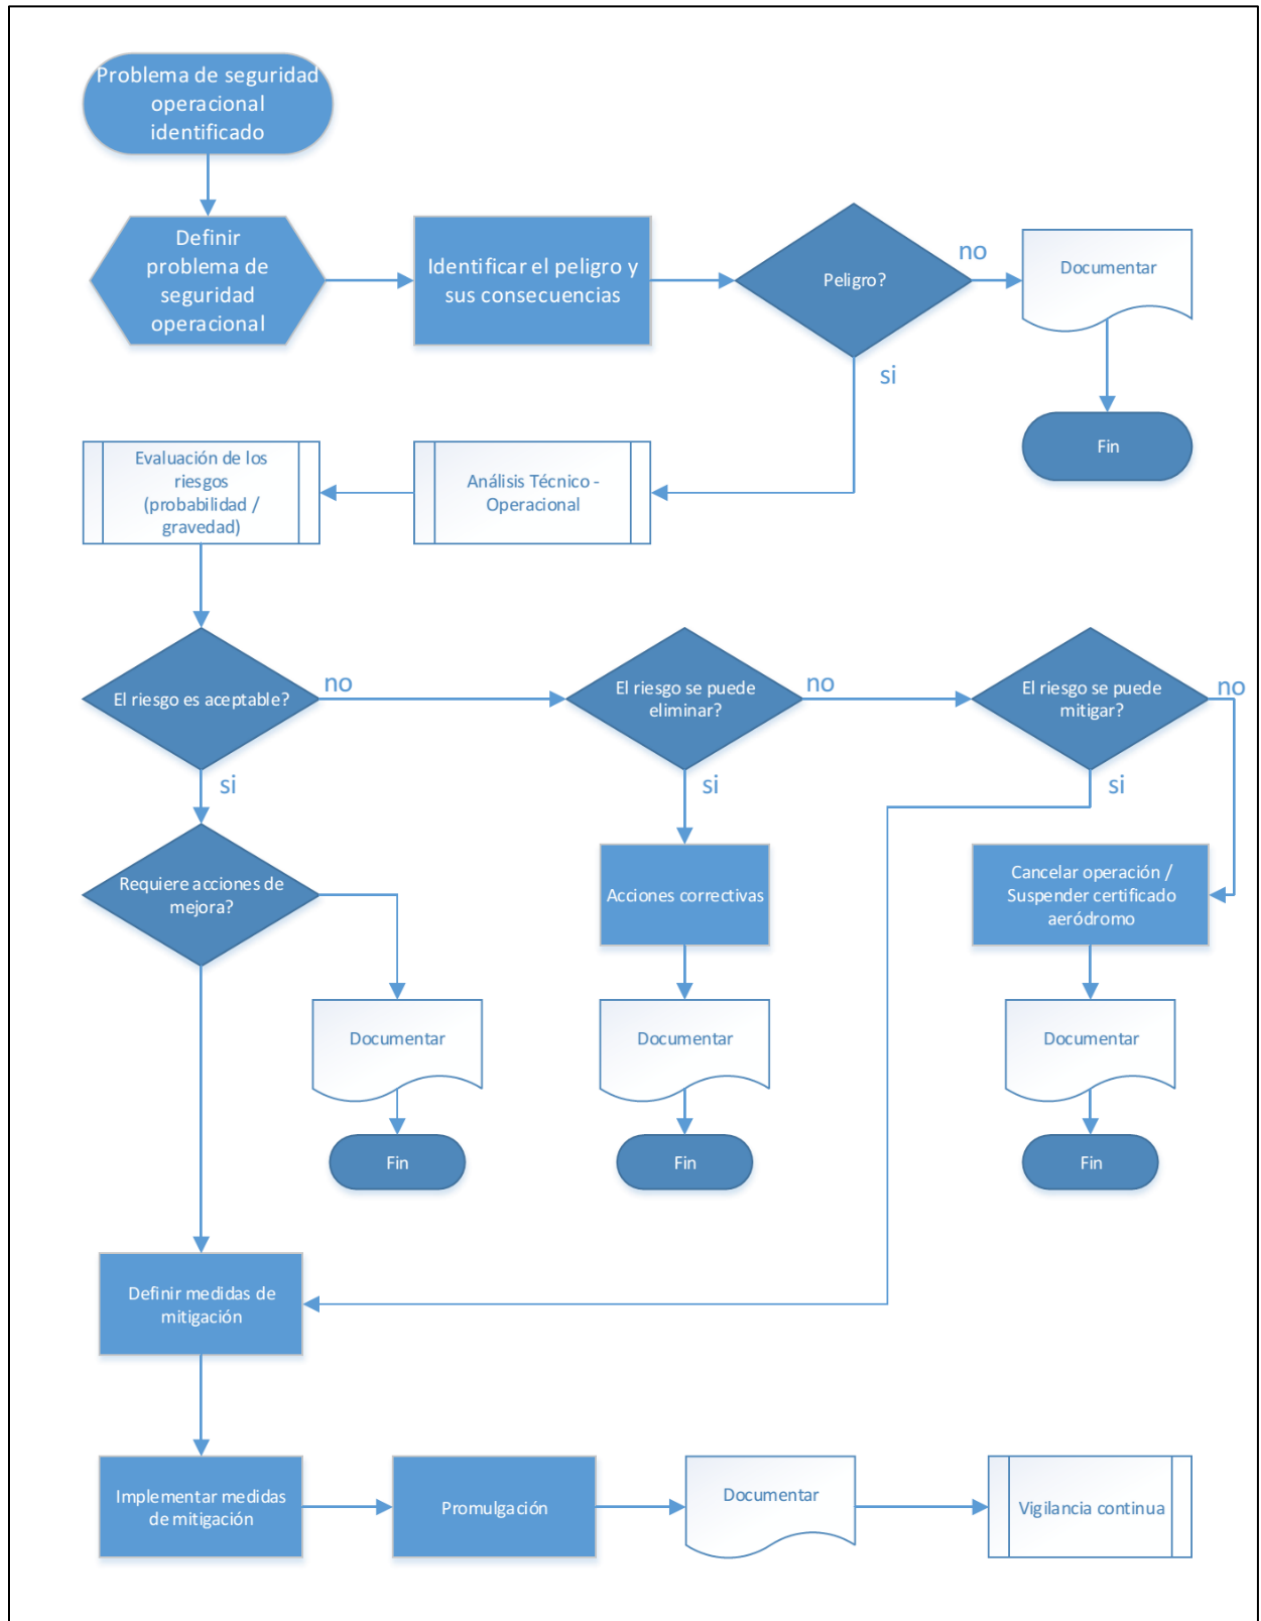 Problema de seguridad
operacional
identificado
Definir
problema de
seguridad
operacional
Identificar el peligro y
sus consecuencias
Peligro?
no
Documentar
si
Fin
Evaluación de los
riesgos
(probabilidad /
gravedad)
Análisis Técnico -
Operacional
El riesgo es aceptable?
no
El riesgo se puede
eliminar?
no
El riesgo se puede
mitigar?
no
si
si
si
Requiere acciones de
mejora?
Acciones correctivas
Cancelar operación /
Suspender certificado
aeródromo
Documentar
Documentar
Documentar
Fin
Fin
Fin
Definir medidas de
mitigación
Implementar medidas
de mitigación
Promulgación
Documentar
Vigilancia continua